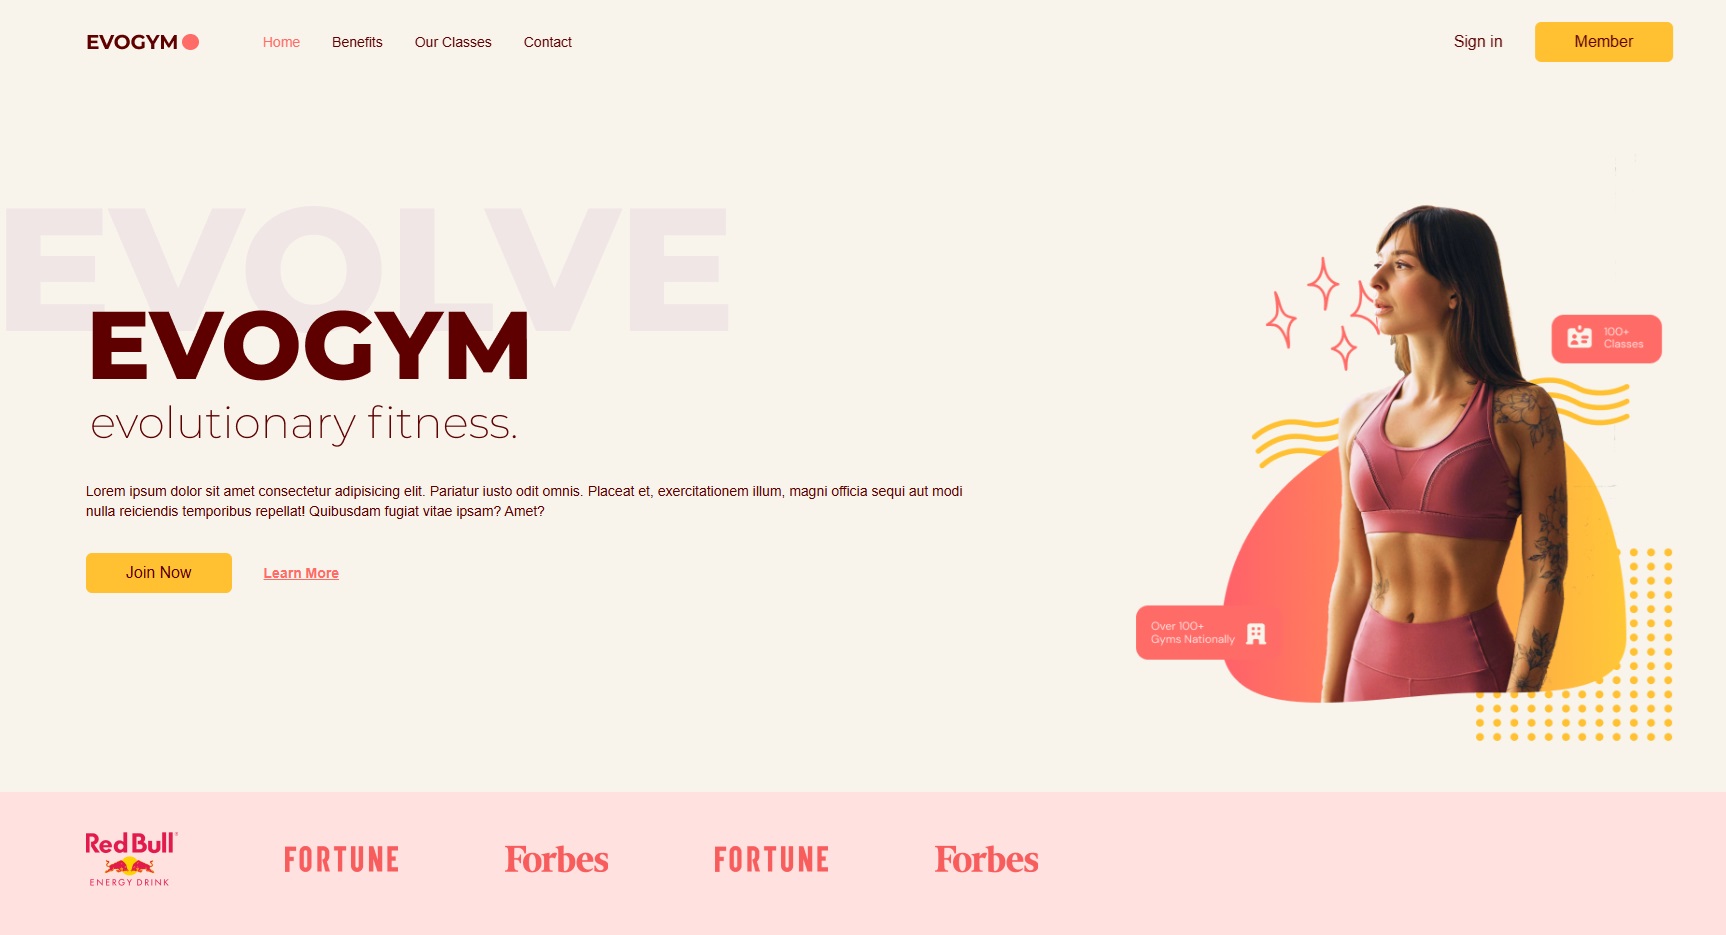 EVOGYM
Home Benefits Our Classes Contact
Sign in
Member
EVOLVE
EVOGYM
evolutionary fitness.
Lorem ipsum dolor sit amet consectetur adipisicing elit. Pariatur iusto odit omnis. Placeat et, exercitationem illum, magni officia sequi aut modi
nulla reiciendis temporibus repellat! Quibusdam fugiat vitae ipsam? Amet?
Join Now
Learn More
100+
Classes
Over 100+
Gyms Nationally
Red Bull
ENERGY DRINK
FORTUNE
Forbes
FORTUNE
Forbes